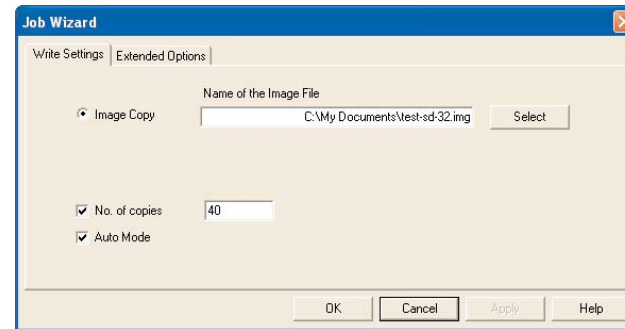 Job Wizard
Write Settings Extended Options
Name of the Image File
Image Copy C:\My Documents\test-sd-32.img Select
No. of copies 40
Auto Mode
OK Cancel Apply Help